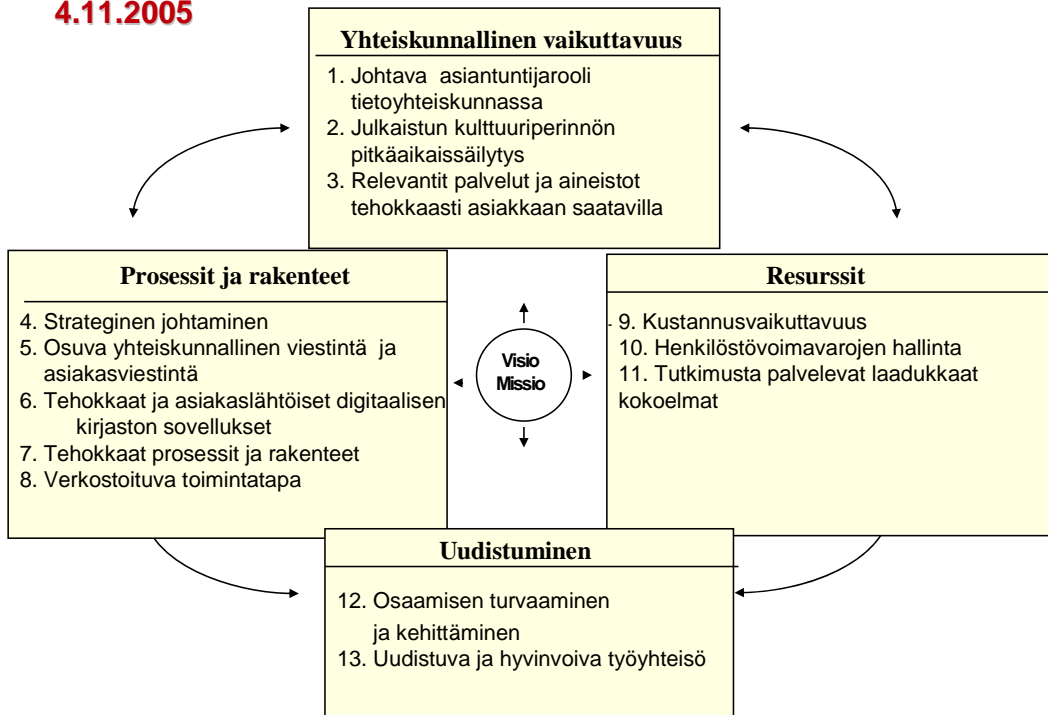 4.11.2005
Yhteiskunnallinen vaikuttavuus
1. Johtava asiantuntijarooli
tietoyhteiskunnassa
2. Julkaistun kulttuuriperinnön
pitkäaikaissäilytys
3. Relevantit palvelut ja aineistot
tehokkaasti asiakkaan saatavilla
Prosessit ja rakenteet
4. Strateginen johtaminen
5. Osuva yhteiskunnallinen viestintä ja
asiakasviestintä
6. Tehokkaat ja asiakaslähtöiset digitaalisen
kirjaston sovellukset
7. Tehokkaat prosessit ja rakenteet
8. Verkostoituva toimintatapa
Visio
Missio
Resurssit
- 9. Kustannusvaikuttavuus
10. Henkilöstövoimavarojen hallinta
11. Tutkimusta palvelevat laadukkaat
kokoelmat
Uudistuminen
12. Osaamisen turvaaminen
ja kehittäminen
13. Uudistuva ja hyvinvoiva työyhteisö